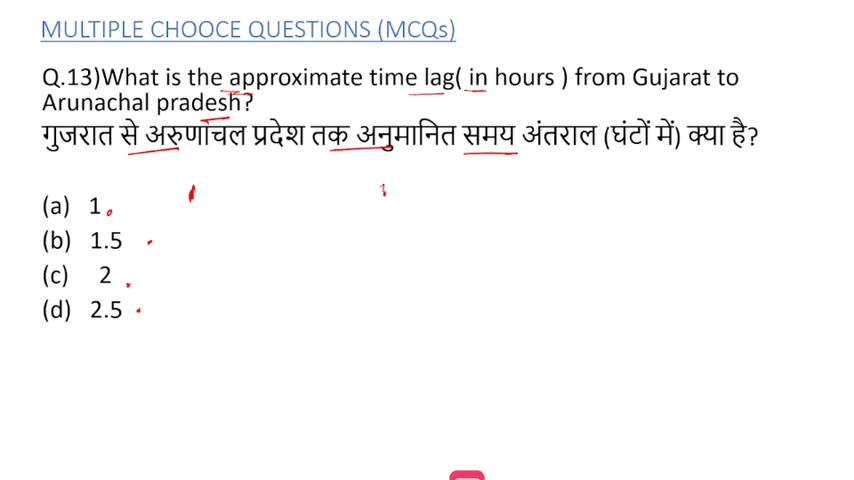 MULTIPLE CHOOCE QUESTIONS (MCQs)
Q.13)What is the approximate time lag( in hours ) from Gujarat to
Arunachal pradesh?
गुजरात से अरुणांचल प्रदेश तक अनुमानित समय अंतराल (घंटों में) क्या है?
(a) 1
(b) 1.5
(c) 2
(d) 2.5